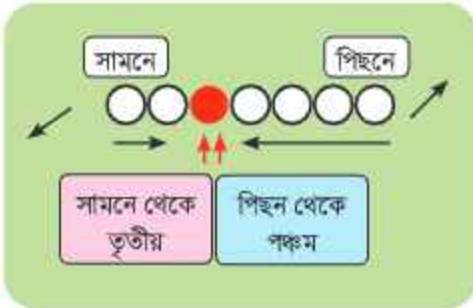 সামনে
পিছনে
সামনে থেকে
তৃতীয়
পিছন থেকে
পঞ্চম